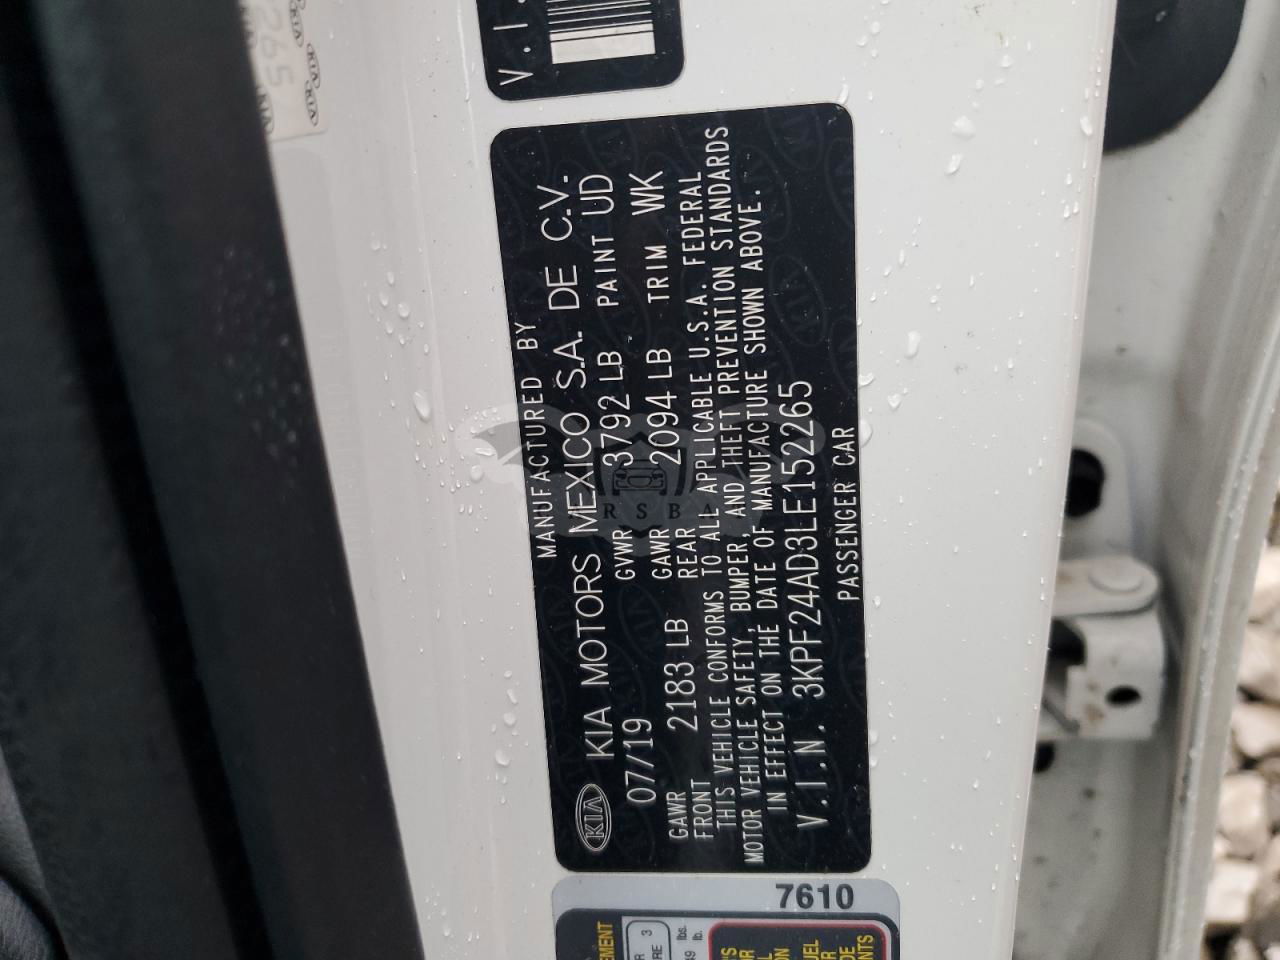 V.I.
MANUFACTURED BY
KIA KIA MOTORS MEXICO S.A. DE C.V.
07/19 GVWR 3792 LB PAINT UD
GAWR FRONT 2183 LB GAWR REAR 2094 LB TRIM WK
THIS VEHICLE CONFORMS TO ALL APPLICABLE U.S.A. FEDERAL
MOTOR VEHICLE SAFETY, BUMPER, AND THEFT PREVENTION STANDARDS
IN EFFECT ON THE DATE OF MANUFACTURE SHOWN ABOVE.
V.I.N. 3KPF24AD3LE152265
PASSENGER CAR
7610